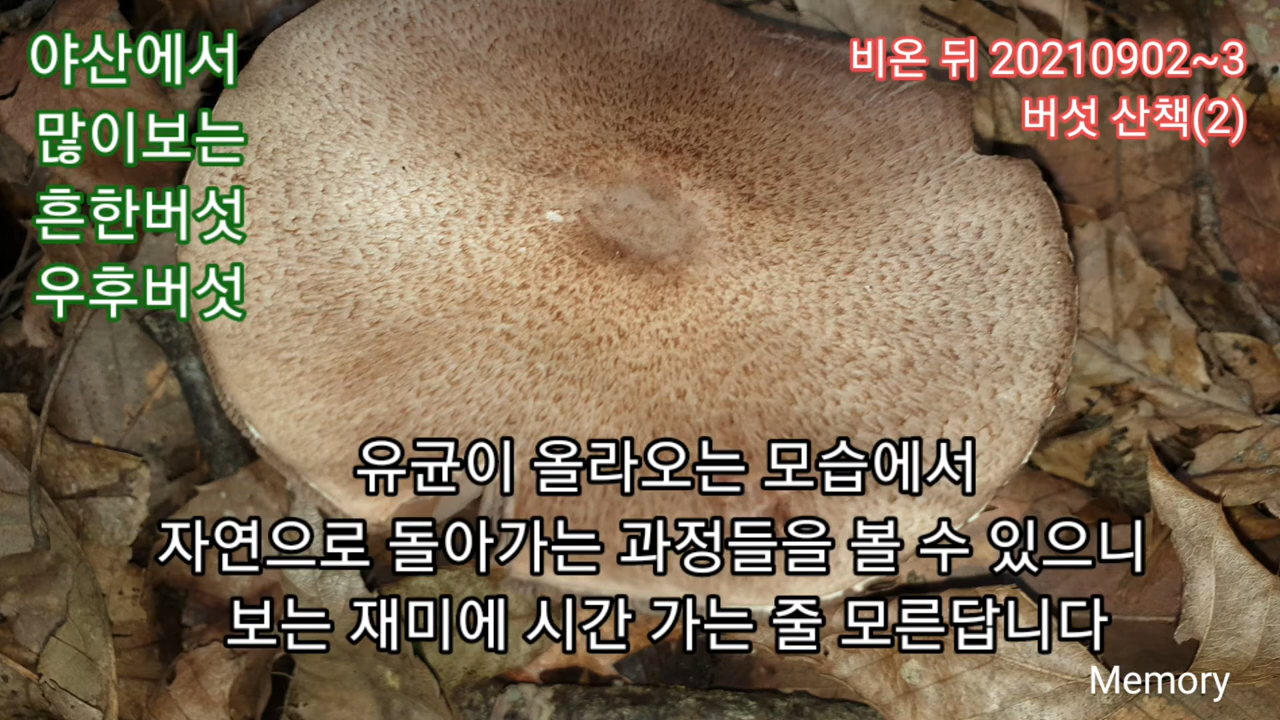 야산에서
많이보는
흔한버섯
우후버섯
비온 뒤 20210902~3
버섯 산책(2)
유균이 올라오는 모습에서
자연으로 돌아가는 과정들을 볼 수 있으니
보는 재미에 시간 가는 줄 모른답니다
Memory